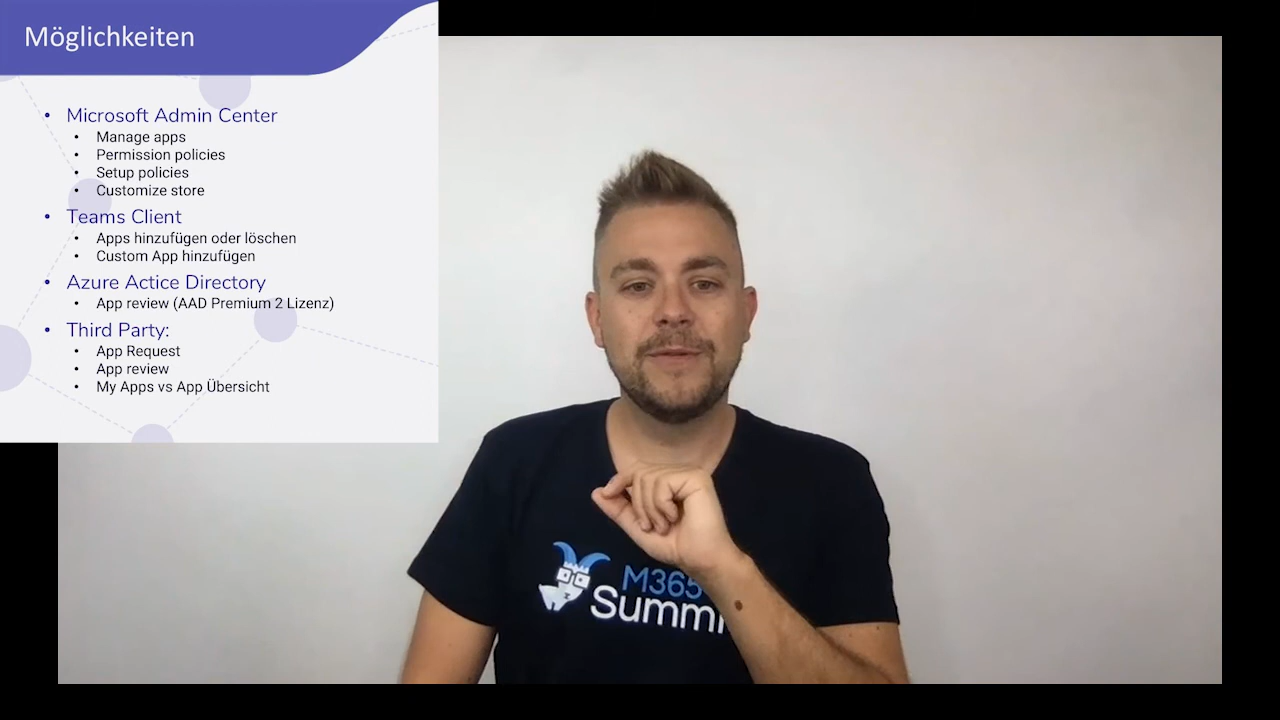 Möglichkeiten
• Microsoft Admin Center
• Manage apps
• Permission policies
• Setup policies
• Customize store
• Teams Client
• Apps hinzufügen oder löschen
• Custom App hinzufügen
• Azure Actice Directory
• App review (AAD Premium 2 Lizenz)
• Third Party:
• App Request
• App review
• My Apps vs App Übersicht
M365
Summi